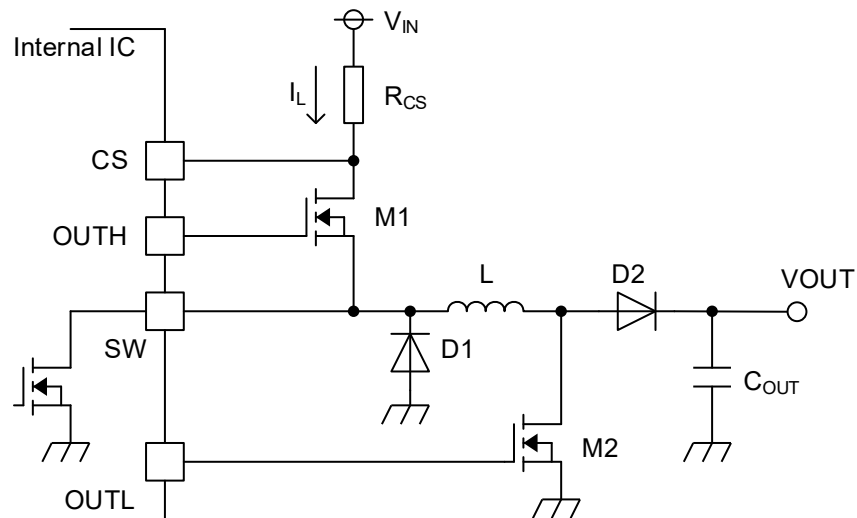 V_IN
Internal IC
I_L
R_CS
CS
M1
OUTH
L
D2
VOUT
SW
D1
C_OUT
M2
OUTL